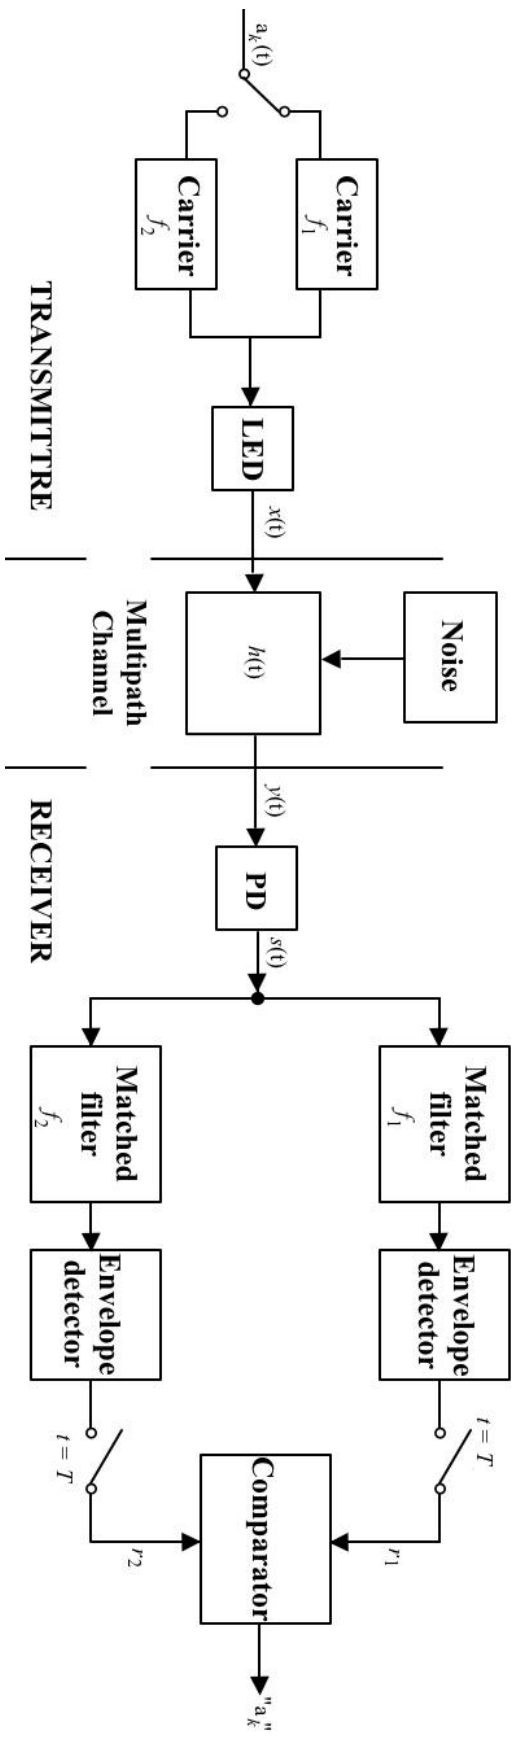 a_k(t)
Carrier
f_1
Carrier
f_2
LED
x(t)
TRANSMITTRE
Noise
h(t)
Multipath
Channel
y(t)
PD
s(t)
RECEIVER
Matched
filter
f_1
Matched
filter
f_2
Envelope
detector
Envelope
detector
t = T
t = T
r_1
r_2
Comparator
"a_k"